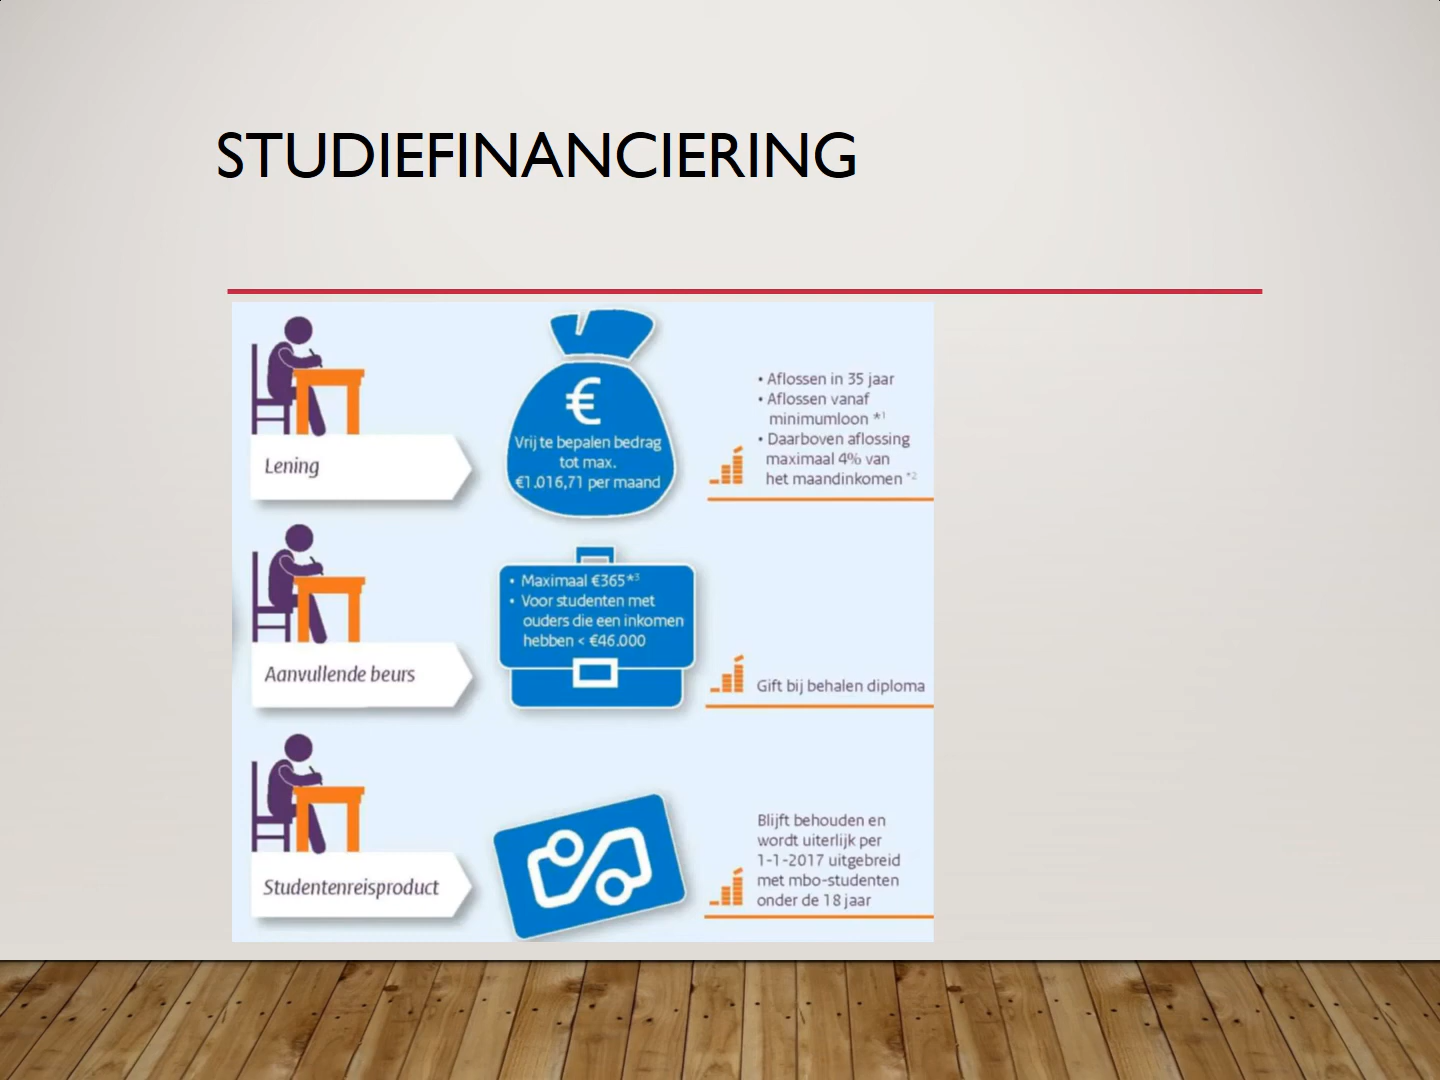 STUDIEFINANCIERING
Lening
€
Vrij te bepalen bedrag
tot max.
€1.016,71 per maand
• Aflossen in 35 jaar
• Aflossen vanaf
minimumloon *1
• Daarboven aflossing
maximaal 4% van
het maandinkomen *2
Aanvullende beurs
• Maximaal €365*3
• Voor studenten met
ouders die een inkomen
hebben < €46.000
Gift bij behalen diploma
Studentenreisproduct
Blijft behouden en
wordt uiterlijk per
1-1-2017 uitgebreid
met mbo-studenten
onder de 18 jaar